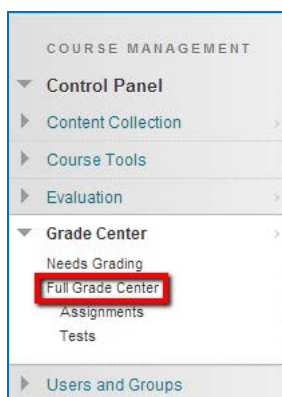 COURSE MANAGEMENT
Control Panel
Content Collection
Course Tools
Evaluation
Grade Center
Needs Grading
Full Grade Center
Assignments
Tests
Users and Groups